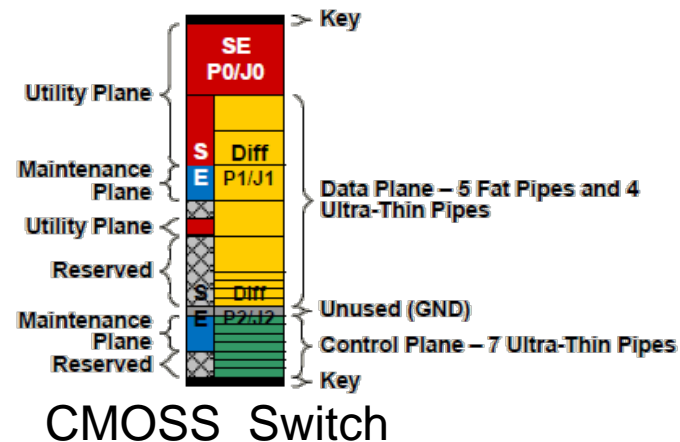 Key
SE
P0/J0
Utility Plane
S
E
Diff
P1/J1
Maintenance
Plane
Data Plane – 5 Fat Pipes and 4
Ultra-Thin Pipes
Utility Plane
Reserved
S
E
Diff
P2/J2
Unused (GND)
Maintenance
Plane
Control Plane – 7 Ultra-Thin Pipes
Reserved
Key
CMOSS Switch